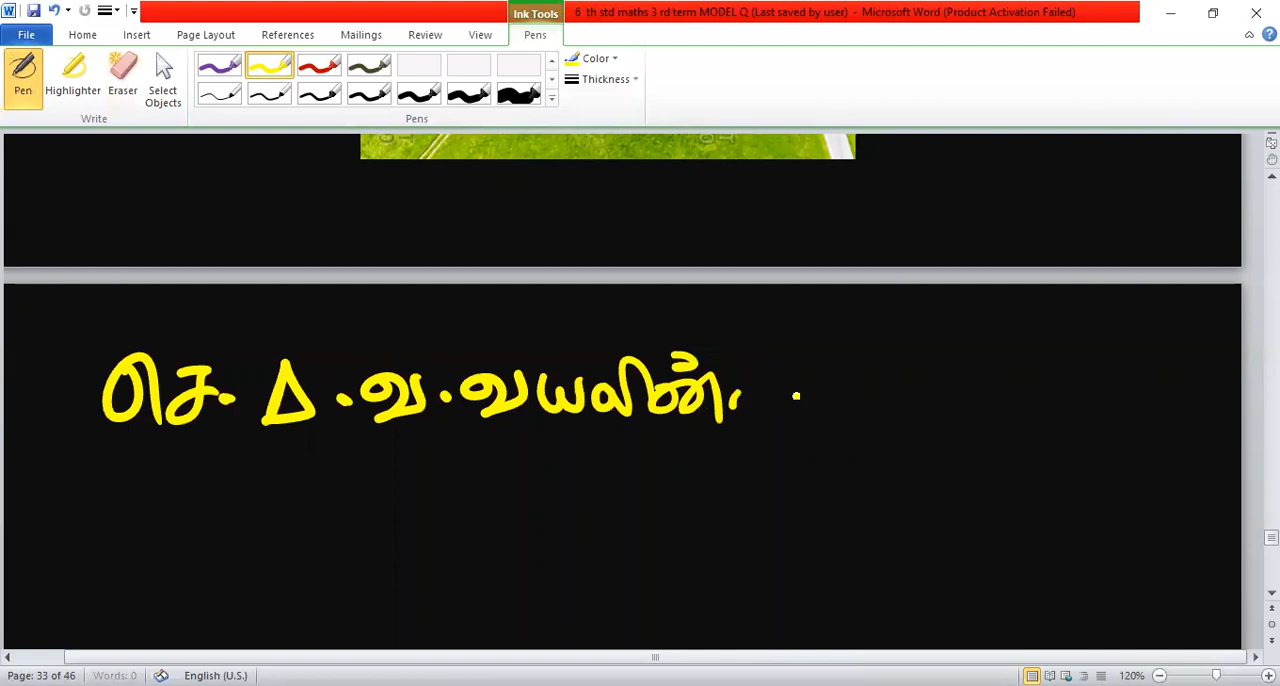 Ink Tools
6 th std maths 3 rd term MODEL Q (Last saved by user) - Microsoft Word (Product Activation Failed)
File Home Insert Page Layout References Mailings Review View Pens
Pen Highlighter Eraser Select Objects
Color
Thickness
Write
Pens
செ. Δ. வ. வயலின்,
Page: 33 of 46 Words: 0 English (U.S.) 120%